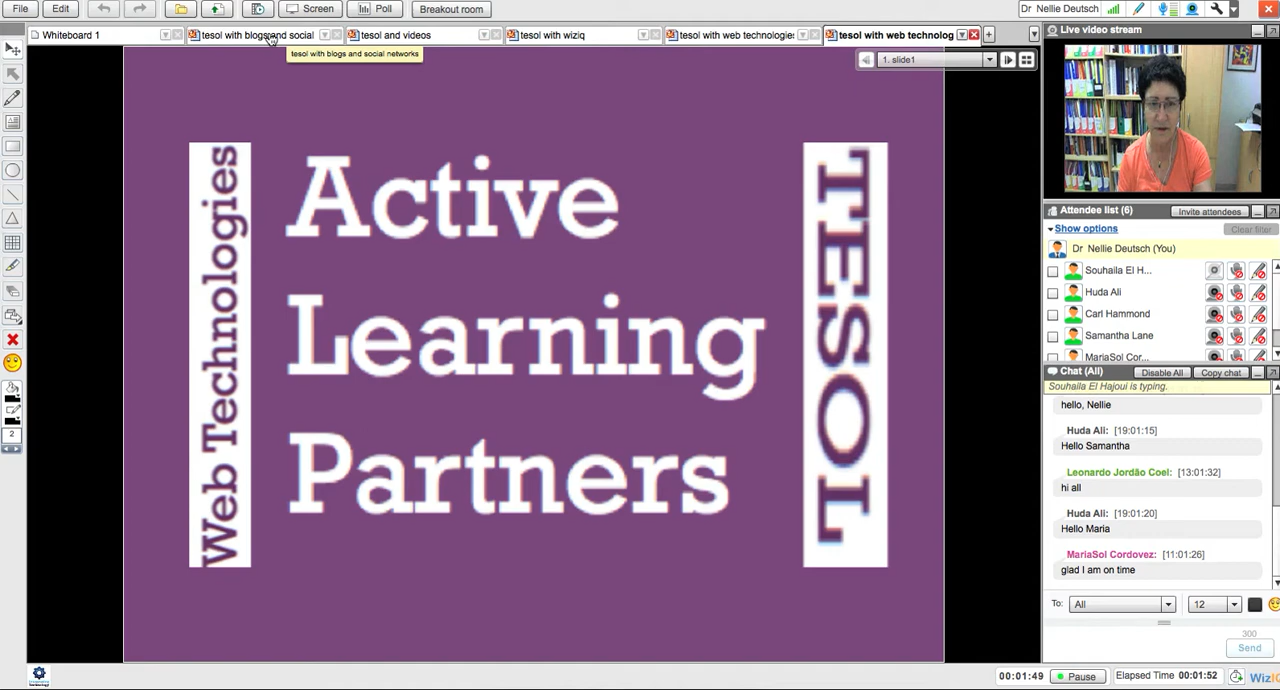 File
Edit
Screen
Poll
Breakout room
Dr Nellie Deutsch
Whiteboard 1
tesol with blogs and social
tesol and videos
tesol with wiziq
tesol with web technologie
tesol with web technolog
tesol with blogs and social networks
1. slide1
Web Technologies
Active
Learning
Partners
TESOL
2
Live video stream
Attendee list (6)
Invite attendees
Show options
Clear filter
Dr Nellie Deutsch (You)
Souhaila El H...
Huda Ali
Carl Hammond
Samantha Lane
MariaSol Cor...
Chat (All)
Disable All
Copy chat
Souhaila El Hajoui is typing.
hello, Nellie
Huda Ali: [19:01:15]
Hello Samantha
Leonardo Jordão Coel: [13:01:32]
hi all
Huda Ali: [19:01:20]
Hello Maria
MariaSol Cordovez: [11:01:26]
glad I am on time
To:
All
12
300
Send
00:01:49
Pause
Elapsed Time 00:01:52